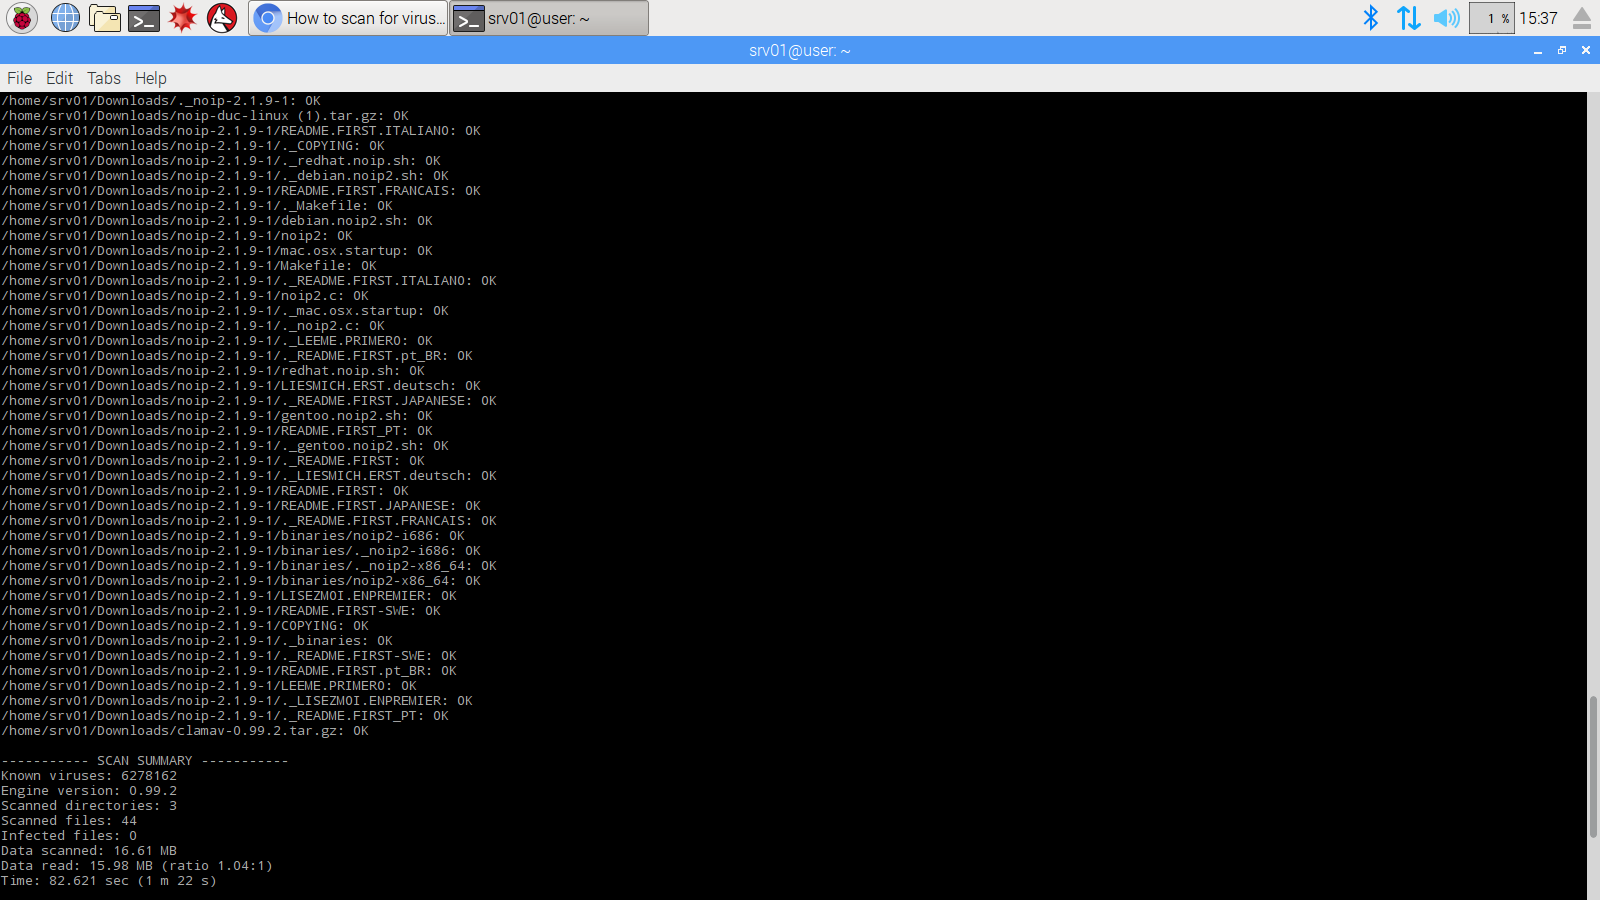 How to scan for virus...
srv01@user: ~
1 %
15:37
srv01@user: ~
File Edit Tabs Help
/home/srv01/Downloads/._noip-2.1.9-1: OK
/home/srv01/Downloads/noip-duc-linux (1).tar.gz: OK
/home/srv01/Downloads/noip-2.1.9-1/README.FIRST.ITALIANO: OK
/home/srv01/Downloads/noip-2.1.9-1/._COPYING: OK
/home/srv01/Downloads/noip-2.1.9-1/._redhat.noip.sh: OK
/home/srv01/Downloads/noip-2.1.9-1/._debian.noip2.sh: OK
/home/srv01/Downloads/noip-2.1.9-1/README.FIRST.FRANCAIS: OK
/home/srv01/Downloads/noip-2.1.9-1/._Makefile: OK
/home/srv01/Downloads/noip-2.1.9-1/debian.noip2.sh: OK
/home/srv01/Downloads/noip-2.1.9-1/noip2: OK
/home/srv01/Downloads/noip-2.1.9-1/mac.osx.startup: OK
/home/srv01/Downloads/noip-2.1.9-1/Makefile: OK
/home/srv01/Downloads/noip-2.1.9-1/._README.FIRST.ITALIANO: OK
/home/srv01/Downloads/noip-2.1.9-1/noip2.c: OK
/home/srv01/Downloads/noip-2.1.9-1/._mac.osx.startup: OK
/home/srv01/Downloads/noip-2.1.9-1/._noip2.c: OK
/home/srv01/Downloads/noip-2.1.9-1/._LEEME.PRIMERO: OK
/home/srv01/Downloads/noip-2.1.9-1/._README.FIRST.pt_BR: OK
/home/srv01/Downloads/noip-2.1.9-1/redhat.noip.sh: OK
/home/srv01/Downloads/noip-2.1.9-1/LIESMICH.ERST.deutsch: OK
/home/srv01/Downloads/noip-2.1.9-1/._README.FIRST.JAPANESE: OK
/home/srv01/Downloads/noip-2.1.9-1/gentoo.noip2.sh: OK
/home/srv01/Downloads/noip-2.1.9-1/README.FIRST_PT: OK
/home/srv01/Downloads/noip-2.1.9-1/._gentoo.noip2.sh: OK
/home/srv01/Downloads/noip-2.1.9-1/._README.FIRST: OK
/home/srv01/Downloads/noip-2.1.9-1/._LIESMICH.ERST.deutsch: OK
/home/srv01/Downloads/noip-2.1.9-1/README.FIRST: OK
/home/srv01/Downloads/noip-2.1.9-1/README.FIRST.JAPANESE: OK
/home/srv01/Downloads/noip-2.1.9-1/._README.FIRST.FRANCAIS: OK
/home/srv01/Downloads/noip-2.1.9-1/binaries/noip2-i686: OK
/home/srv01/Downloads/noip-2.1.9-1/binaries/._noip2-i686: OK
/home/srv01/Downloads/noip-2.1.9-1/binaries/._noip2-x86_64: OK
/home/srv01/Downloads/noip-2.1.9-1/binaries/noip2-x86_64: OK
/home/srv01/Downloads/noip-2.1.9-1/LISEZMOI.ENPREMIER: OK
/home/srv01/Downloads/noip-2.1.9-1/README.FIRST-SWE: OK
/home/srv01/Downloads/noip-2.1.9-1/COPYING: OK
/home/srv01/Downloads/noip-2.1.9-1/._binaries: OK
/home/srv01/Downloads/noip-2.1.9-1/._README.FIRST-SWE: OK
/home/srv01/Downloads/noip-2.1.9-1/README.FIRST.pt_BR: OK
/home/srv01/Downloads/noip-2.1.9-1/LEEME.PRIMERO: OK
/home/srv01/Downloads/noip-2.1.9-1/._LISEZMOI.ENPREMIER: OK
/home/srv01/Downloads/noip-2.1.9-1/._README.FIRST_PT: OK
/home/srv01/Downloads/clamav-0.99.2.tar.gz: OK
----------- SCAN SUMMARY -----------
Known viruses: 6278162
Engine version: 0.99.2
Scanned directories: 3
Scanned files: 44
Infected files: 0
Data scanned: 16.61 MB
Data read: 15.98 MB (ratio 1.04:1)
Time: 82.621 sec (1 m 22 s)